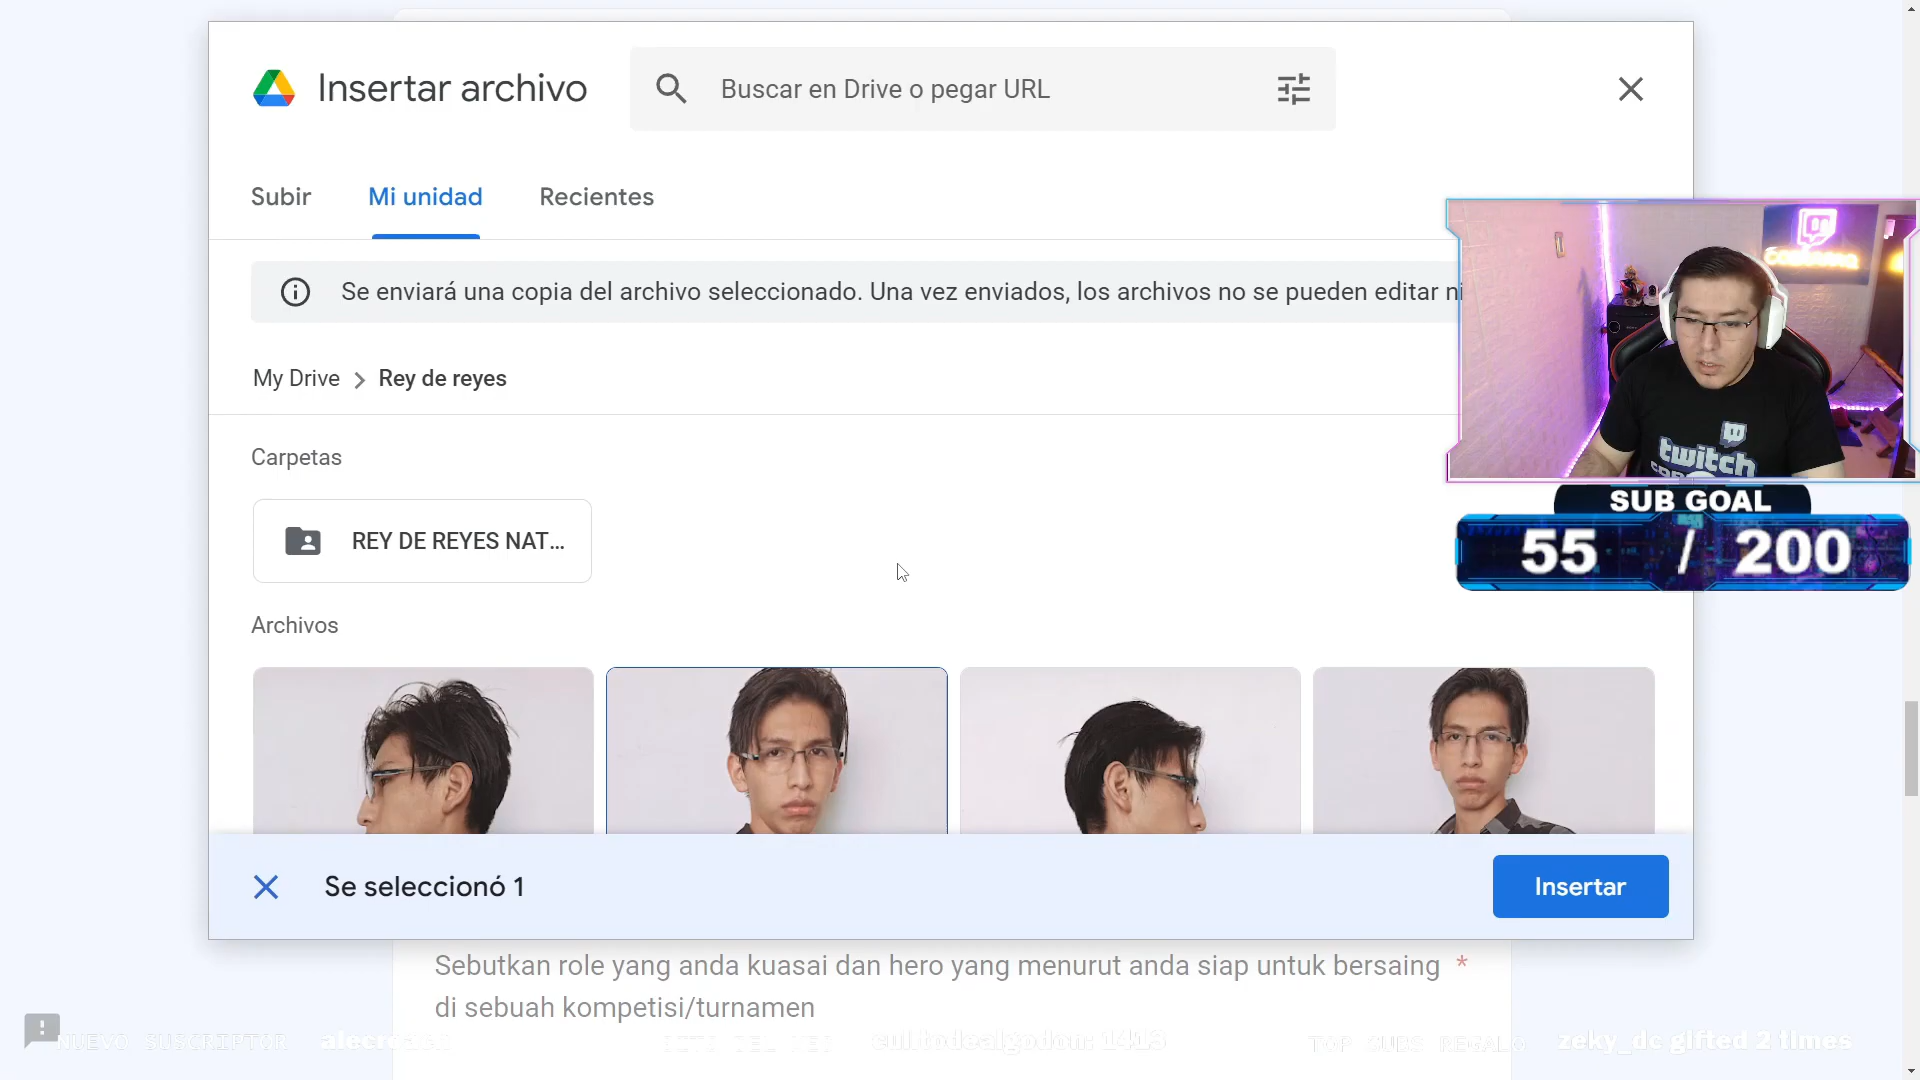 Insertar archivo
Buscar en Drive o pegar URL
Subir
Mi unidad
Recientes
Se enviará una copia del archivo seleccionado. Una vez enviados, los archivos no se pueden editar ni
My Drive > Rey de reyes
Carpetas
REY DE REYES NAT...
Archivos
Se seleccionó 1
Insertar
twitch
SUB GOAL
55 / 200
Sebutkan role yang anda kuasai dan hero yang menurut anda siap untuk bersaing *
di sebuah kompetisi/turnamen
NUEVO SUSCRIPTOR
TOP SUBS REGALO
zeky_dc gifted 2 times